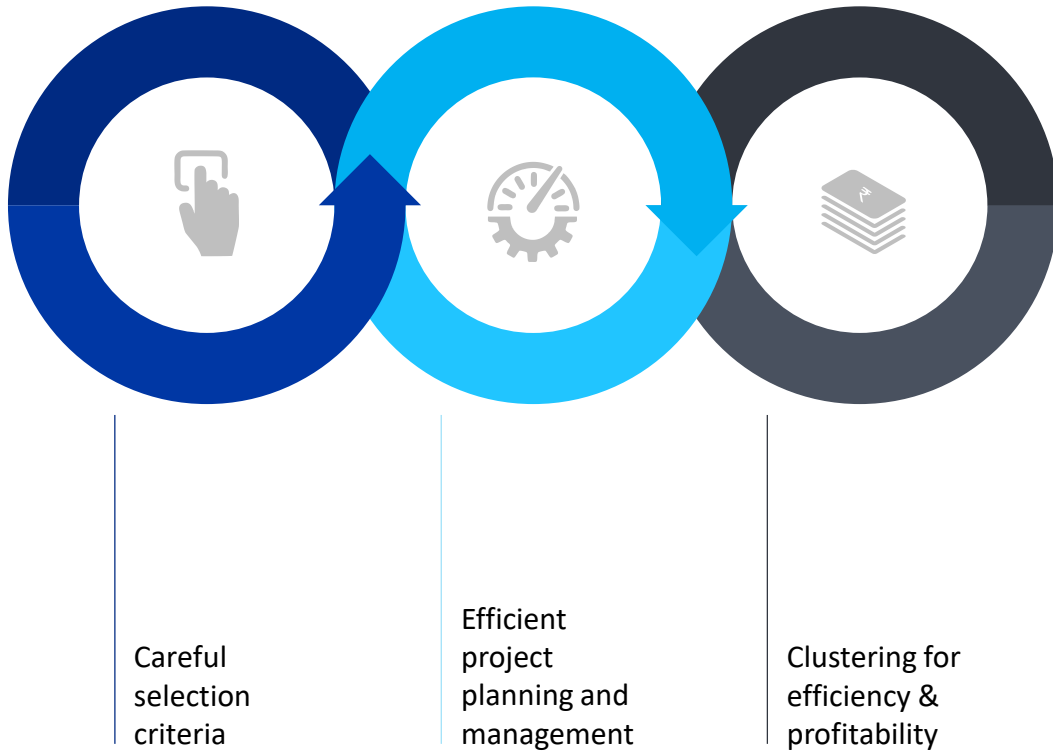 Careful
selection
criteria
Efficient
project
planning and
management
Clustering for
efficiency &
profitability